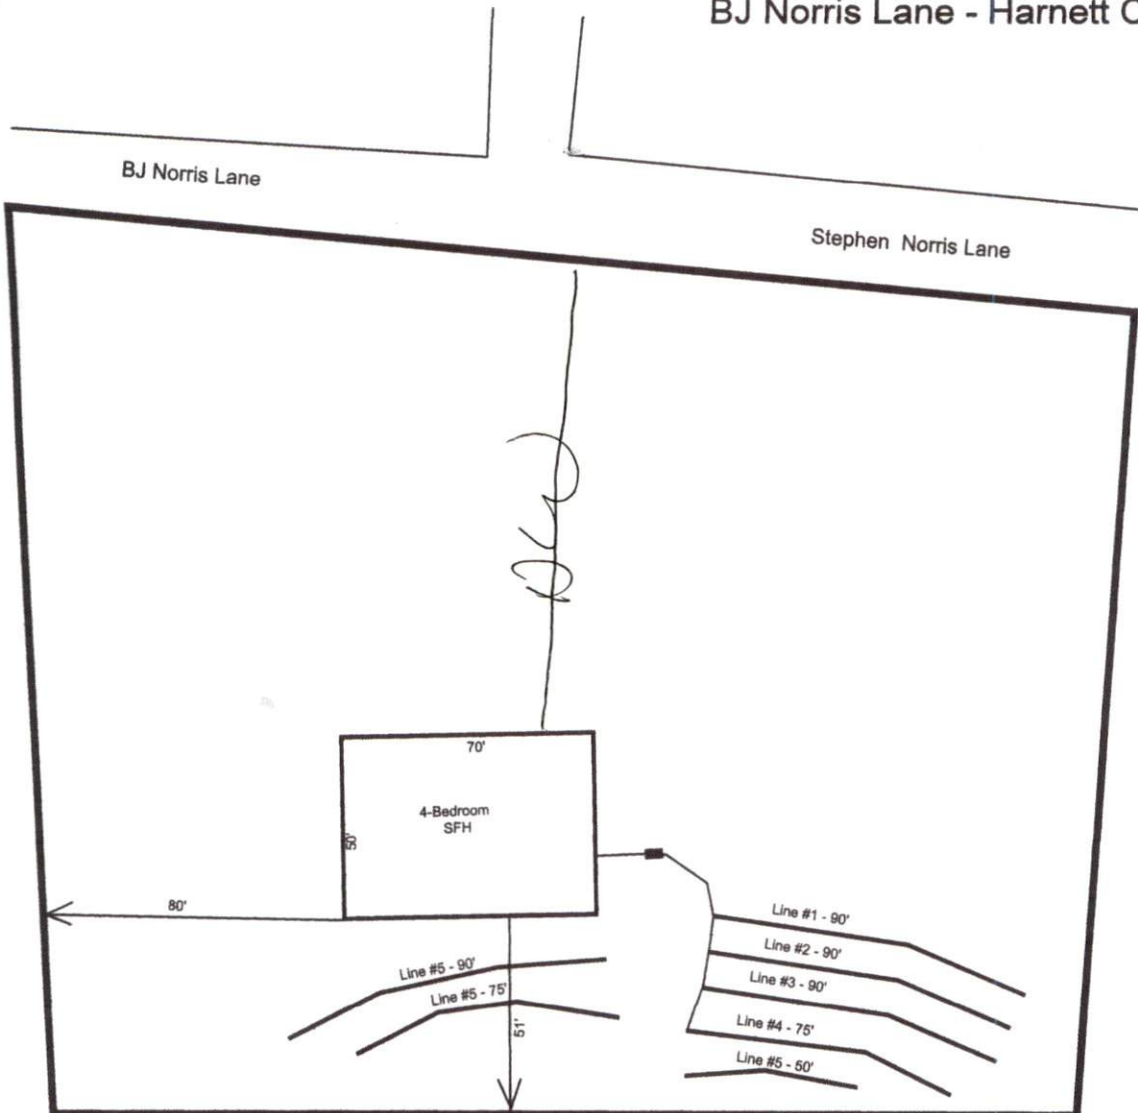 BJ Norris Lane - Harnett C
BJ Norris Lane
Stephen Norris Lane
70'
4-Bedroom
SFH
50'
80'
Line #1 - 90'
Line #2 - 90'
Line #5 - 90'
Line #3 - 90'
Line #5 - 75'
51'
Line #4 - 75'
Line #5 - 50'